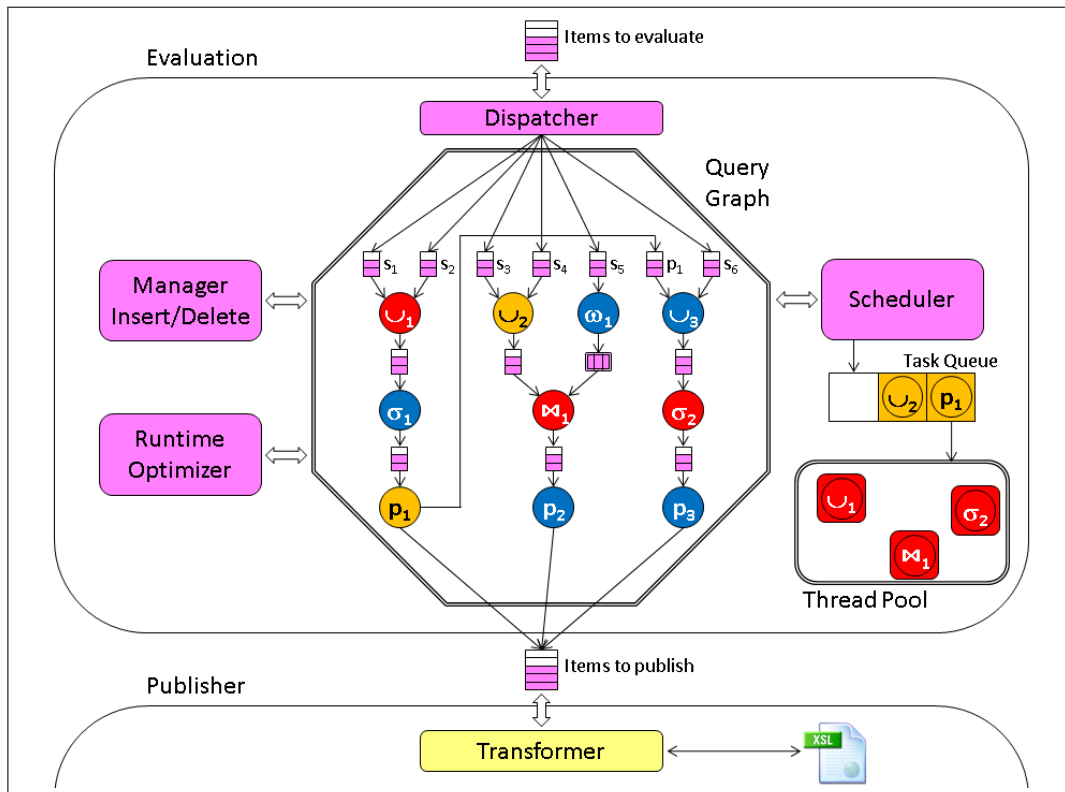 Items to evaluate
Evaluation
Dispatcher
Query
Graph
s₁ s₂ s₃ s₄ s₅ p₁ s₆
Manager
Insert/Delete
Scheduler
∪₁ ∪₂ ω₁ ∪₃
Task Queue
∪₂ p₁
σ₁ ⋈₁ σ₂
Runtime
Optimizer
p₁ p₂ p₃
∪₁ σ₂
⋈₁
Thread Pool
Items to publish
Publisher
Transformer
XSL